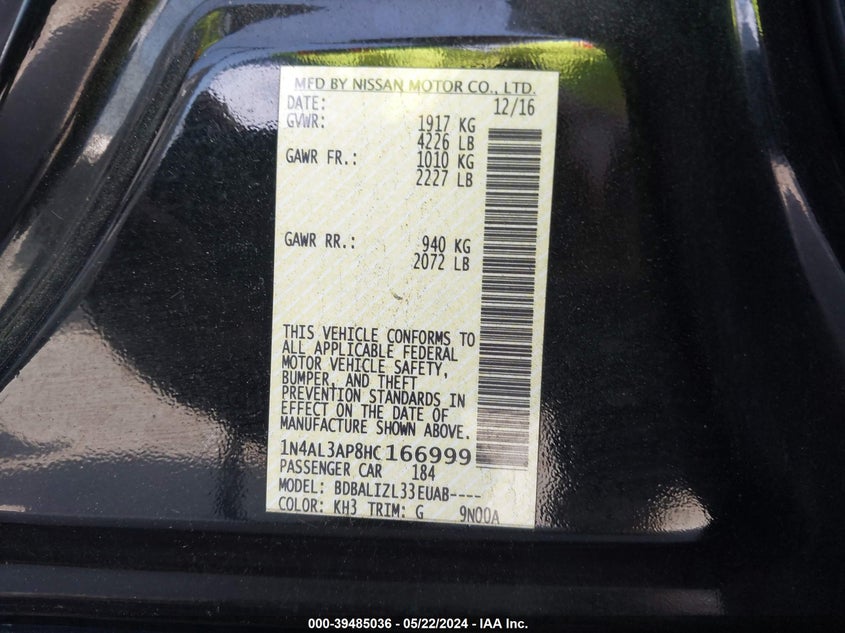 MFD BY NISSAN MOTOR CO., LTD.
DATE: 12/16
GVWR: 1917 KG
4226 LB
GAWR FR.: 1010 KG
2227 LB
GAWR RR.: 940 KG
2072 LB
THIS VEHICLE CONFORMS TO
ALL APPLICABLE FEDERAL
MOTOR VEHICLE SAFETY,
BUMPER, AND THEFT
PREVENTION STANDARDS IN
EFFECT ON THE DATE OF
MANUFACTURE SHOWN ABOVE.
1N4AL3AP8HC166999
PASSENGER CAR 184
MODEL: BDBALIZL33EUAB----
COLOR: KH3 TRIM: G 9N00A
000-39485036 - 05/22/2024 - IAA Inc.